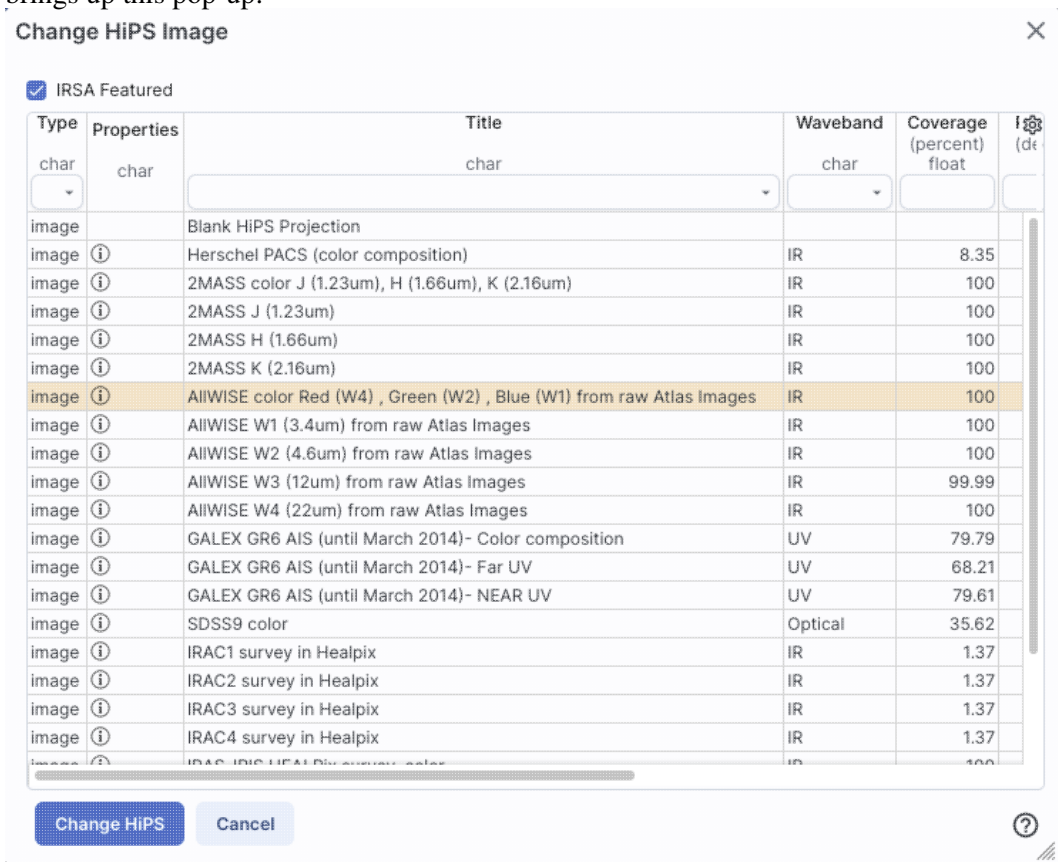 brings up this pop-up:
Change HiPS Image
IRSA Featured
Type Properties Title Waveband Coverage
(percent)
char char char char float
image Blank HiPS Projection
image Herschel PACS (color composition) IR 8.35
image 2MASS color J (1.23um), H (1.66um), K (2.16um) IR 100
image 2MASS J (1.23um) IR 100
image 2MASS H (1.66um) IR 100
image 2MASS K (2.16um) IR 100
image AllWISE color Red (W4) , Green (W2) , Blue (W1) from raw Atlas Images IR 100
image AllWISE W1 (3.4um) from raw Atlas Images IR 100
image AllWISE W2 (4.6um) from raw Atlas Images IR 100
image AllWISE W3 (12um) from raw Atlas Images IR 99.99
image AllWISE W4 (22um) from raw Atlas Images IR 100
image GALEX GR6 AIS (until March 2014)- Color composition UV 79.79
image GALEX GR6 AIS (until March 2014)- Far UV UV 68.21
image GALEX GR6 AIS (until March 2014)- NEAR UV UV 79.61
image SDSS9 color Optical 35.62
image IRAC1 survey in Healpix IR 1.37
image IRAC2 survey in Healpix IR 1.37
image IRAC3 survey in Healpix IR 1.37
image IRAC4 survey in Healpix IR 1.37
Change HiPS Cancel